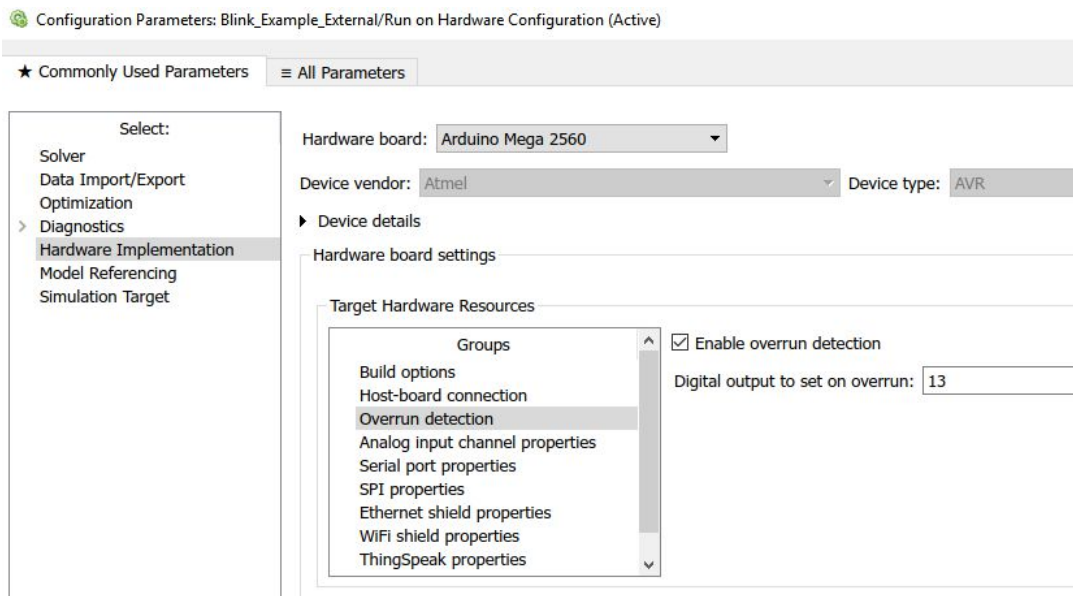 Configuration Parameters: Blink_Example_External/Run on Hardware Configuration (Active)
★ Commonly Used Parameters
≡ All Parameters
Select:
Solver
Data Import/Export
Optimization
Diagnostics
Hardware Implementation
Model Referencing
Simulation Target
Hardware board: Arduino Mega 2560
Device vendor: Atmel
Device type: AVR
Device details
Hardware board settings
Target Hardware Resources
Groups
Build options
Host-board connection
Overrun detection
Analog input channel properties
Serial port properties
SPI properties
Ethernet shield properties
WiFi shield properties
ThingSpeak properties
Enable overrun detection
Digital output to set on overrun: 13